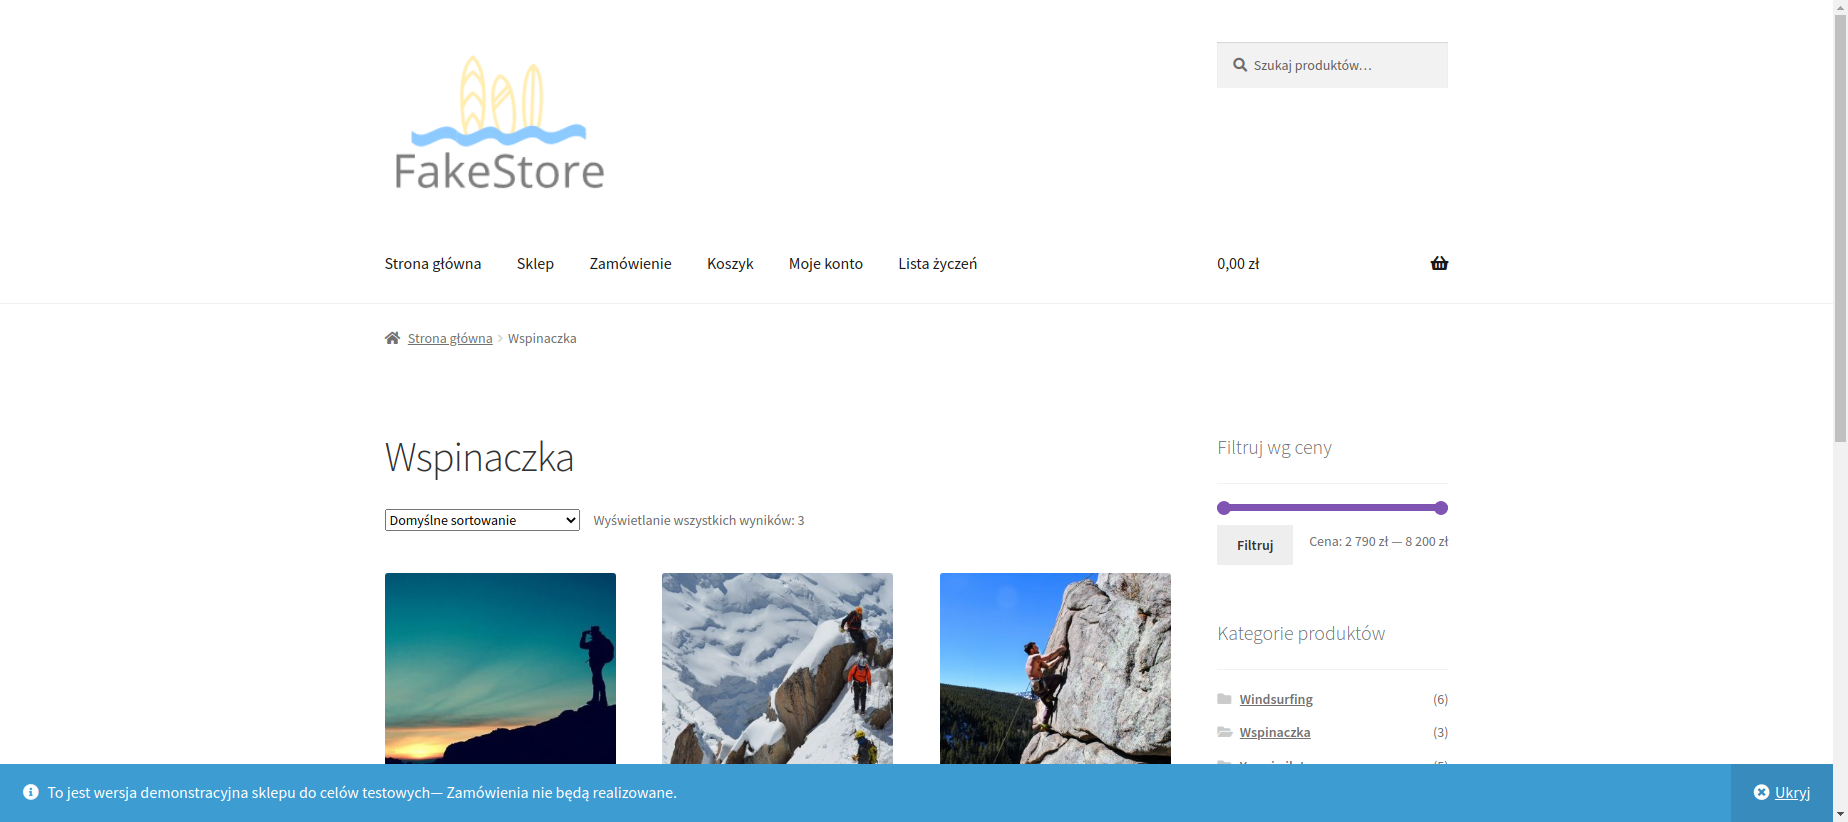 FakeStore
Szukaj produktów…
Strona główna Sklep Zamówienie Koszyk Moje konto Lista życzeń 0,00 zł
Strona główna Wspinaczka
Wspinaczka
Domyślne sortowanie Wyświetlanie wszystkich wyników: 3
Filtruj wg ceny
Filtruj Cena: 2 790 zł — 8 200 zł
Kategorie produktów
Windsurfing (6)
Wspinaczka (3)
To jest wersja demonstracyjna sklepu do celów testowych— Zamówienia nie będą realizowane. Ukryj